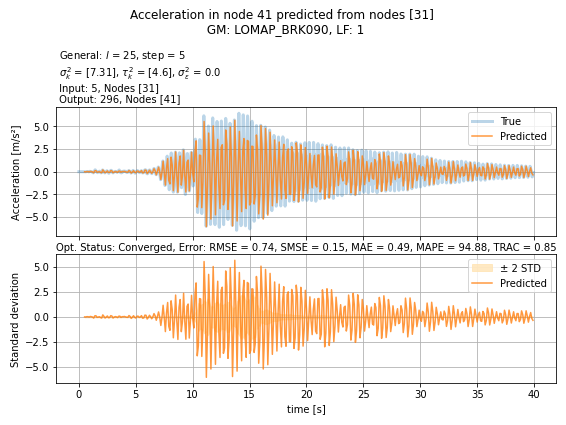 Acceleration in node 41 predicted from nodes [31]
GM: LOMAP_BRK090, LF: 1
General: l = 25, step = 5
σ²ₖ = [7.31], τ²ₖ = [4.6], σ²ₑ = 0.0
Input: 5, Nodes [31]
Output: 296, Nodes [41]
Acceleration [m/s²]
5.0
2.5
0.0
−2.5
−5.0
True
Predicted
Opt. Status: Converged, Error: RMSE = 0.74, SMSE = 0.15, MAE = 0.49, MAPE = 94.88, TRAC = 0.85
Standard deviation
5.0
2.5
0.0
−2.5
−5.0
± 2 STD
Predicted
0 5 10 15 20 25 30 35 40
time [s]